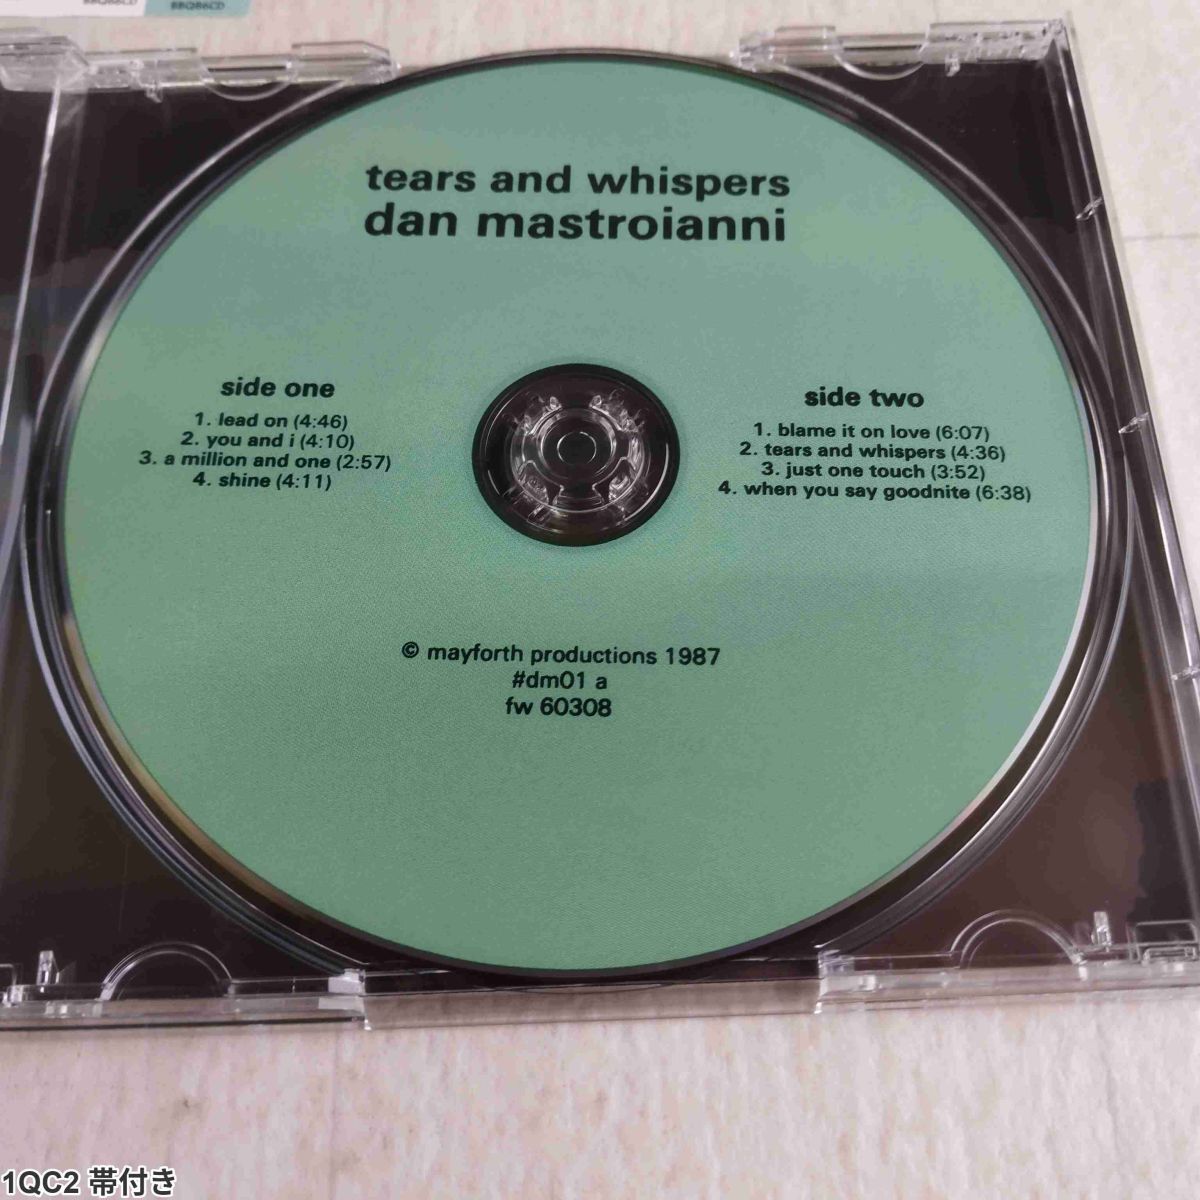 BBQB6CD
BBQB6CD
tears and whispers
dan mastroianni
side one
1. lead on (4:46)
2. you and i (4:10)
3. a million and one (2:57)
4. shine (4:11)
side two
1. blame it on love (6:07)
2. tears and whispers (4:36)
3. just one touch (3:52)
4. when you say goodnite (6:38)
© mayforth productions 1987
#dm01 a
fw 60308
1QC2 帯付き